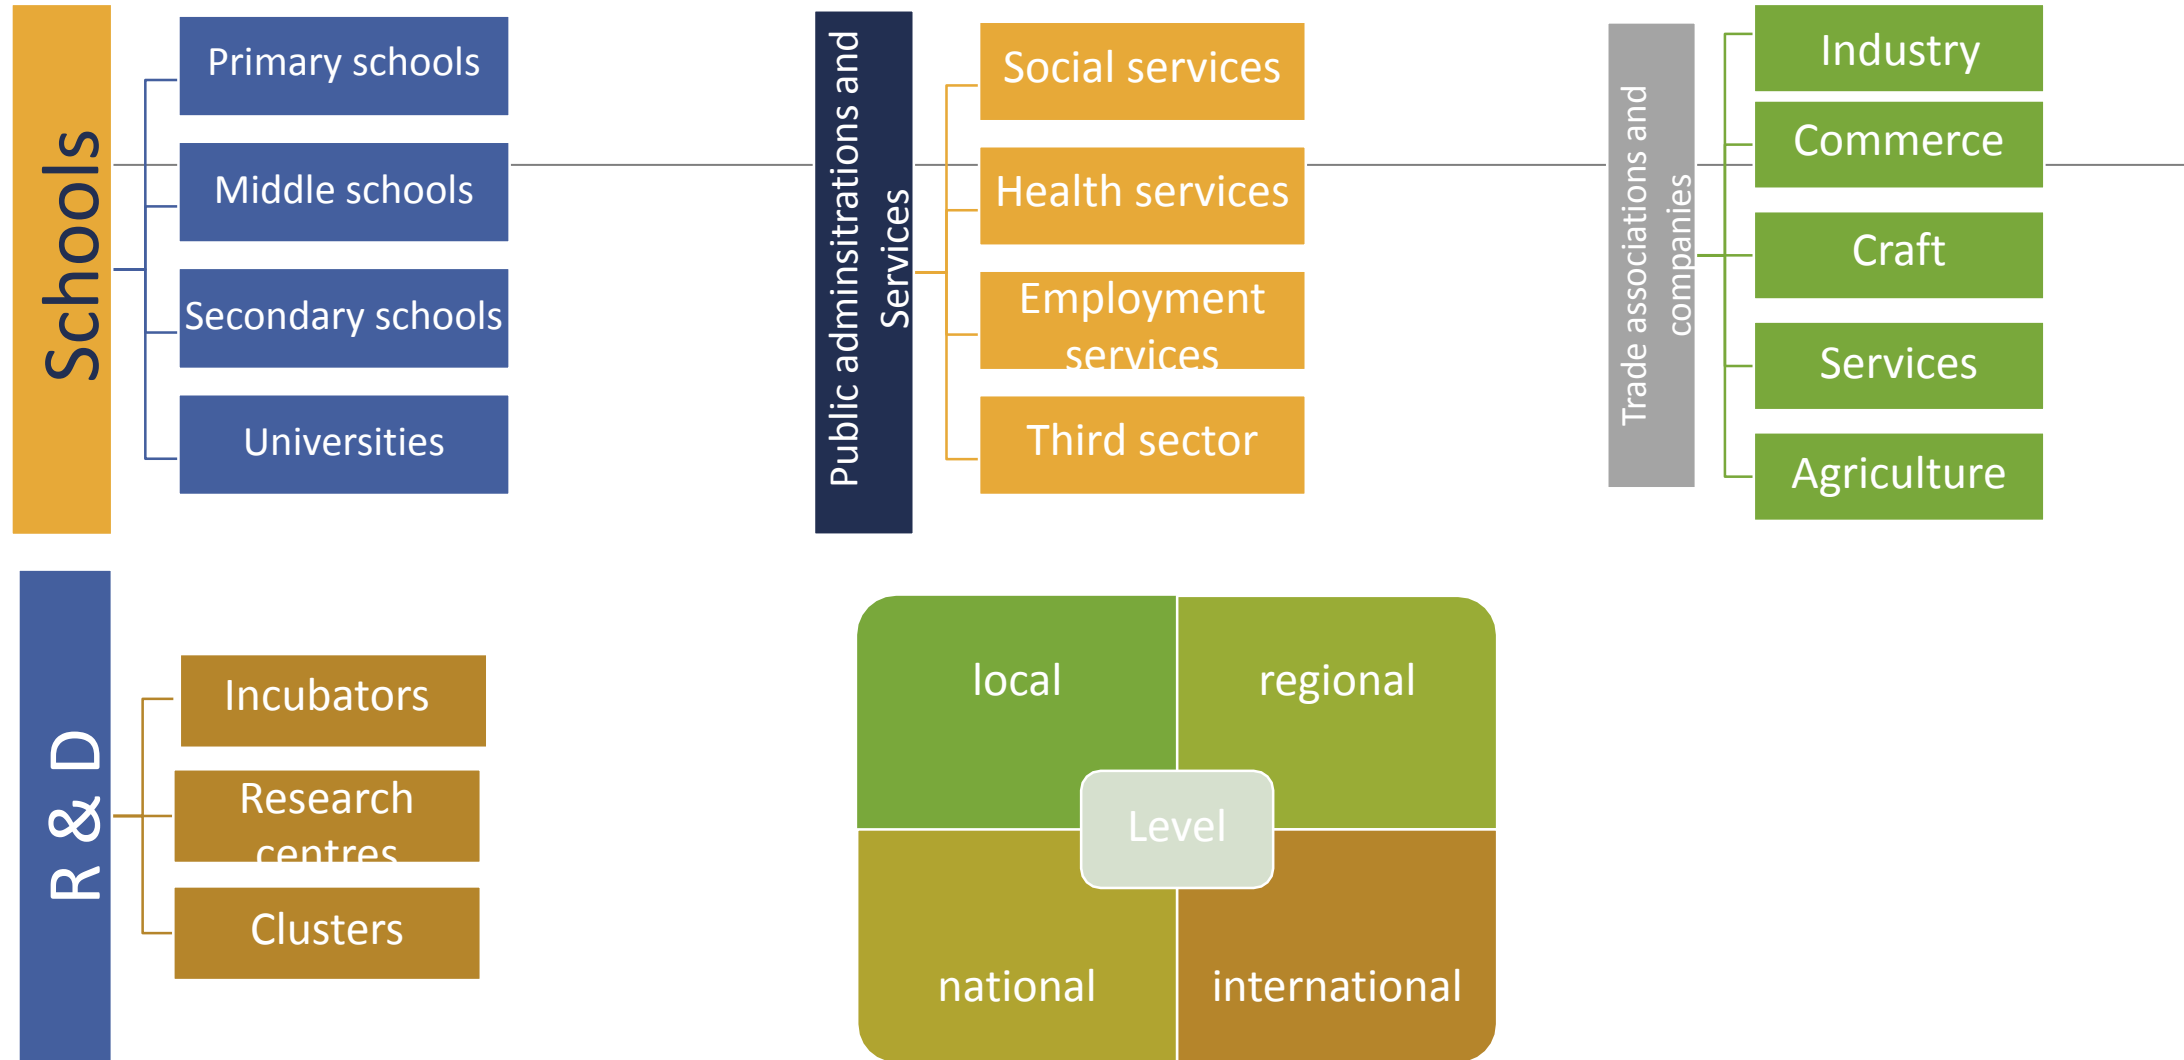 Schools
Primary schools
Middle schools
Secondary schools
Universities
Public adminsitrations and
Services
Social services
Health services
Employment
services
Third sector
Trade associations and
companies
Industry
Commerce
Craft
Services
Agriculture
R & D
Incubators
Research
centres
Clusters
local
regional
Level
national
international